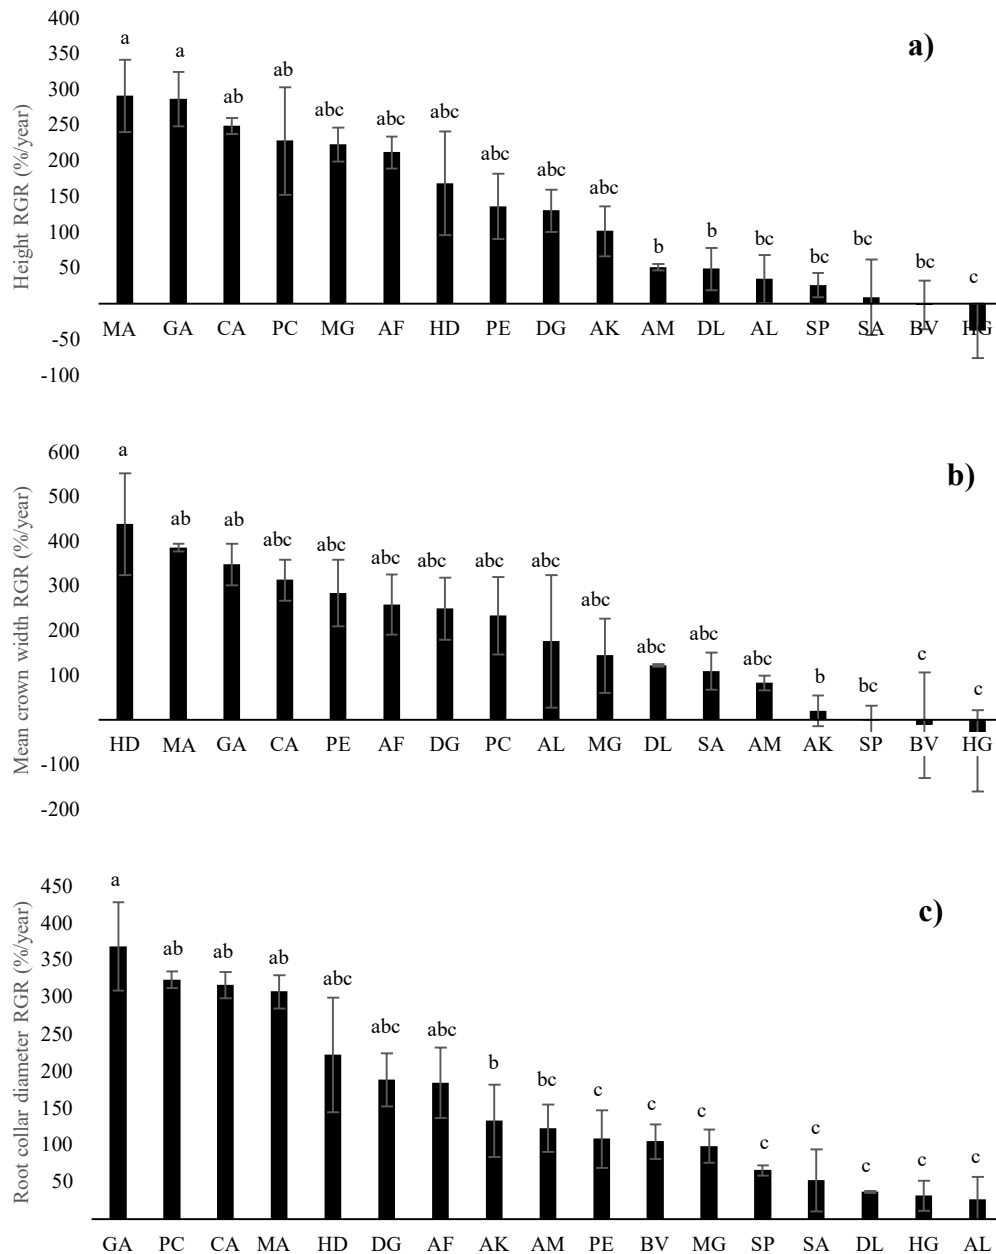 Height RGR (%/year)
400
350
300
250
200
150
100
50
-50
-100
a)
a a ab ab abc abc abc abc abc abc b b bc bc bc bc c
MA GA CA PC MG AF HD PE DG AK AM DL AL SP SA BV HG
Mean crown width RGR (%/year)
600
500
400
300
200
100
-100
-200
b)
a ab ab abc abc abc abc abc abc abc abc abc abc b bc c c
HD MA GA CA PE AF DG PC AL MG DL SA AM AK SP BV HG
Root collar diameter RGR (%/year)
450
400
350
300
250
200
150
100
50
c)
a ab ab ab abc abc abc b bc c c c c c c c c
GA PC CA MA HD DG AF AK AM PE BV MG SP SA DL HG AL